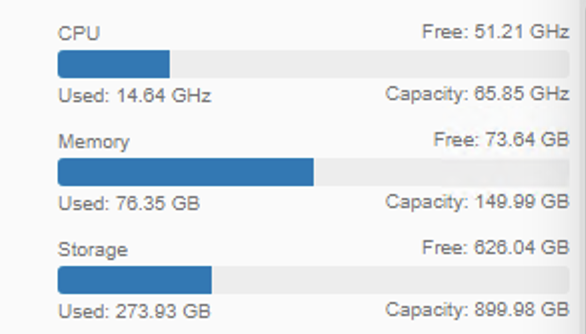 CPU Free: 51.21 GHz
Used: 14.64 GHz Capacity: 65.85 GHz
Memory Free: 73.64 GB
Used: 76.35 GB Capacity: 149.99 GB
Storage Free: 626.04 GB
Used: 273.93 GB Capacity: 899.98 GB